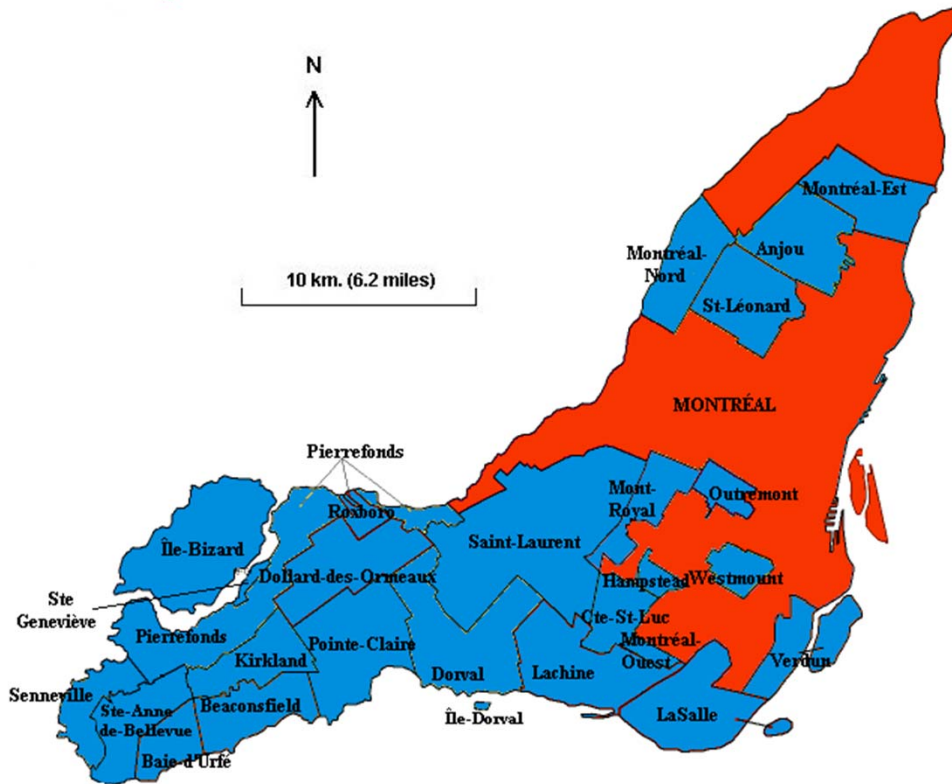 N
10 km. (6.2 miles)
Montréal-Est
Montréal-
Nord
Anjou
St-Léonard
MONTRÉAL
Pierrefonds
Roxboro
Mont-
Royal
Outremont
Île-Bizard
Saint-Laurent
Dollard-des-Ormeaux
Hampstead
Westmount
Ste
Geneviève
Cte-St-Luc
Pierrefonds
Pointe-Claire
Montréal-
Ouest
Kirkland
Verdun
Senneville
Dorval
Lachine
Ste-Anne
de-Bellevue
Beaconsfield
Île-Dorval
LaSalle
Baie-d'Urfé